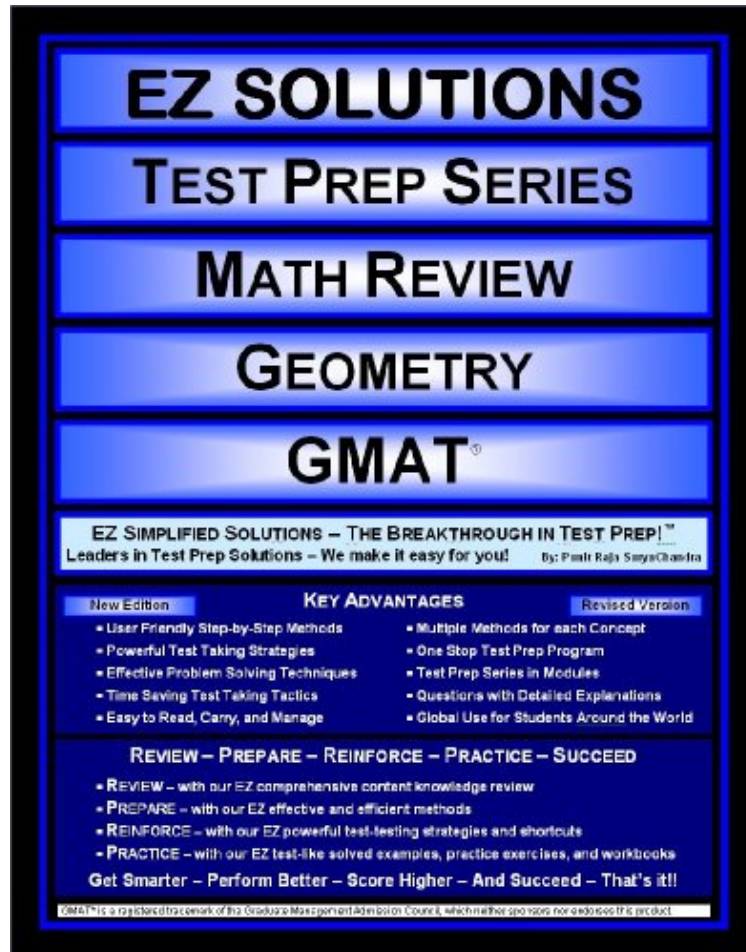 EZ SOLUTIONS
TEST PREP SERIES
MATH REVIEW
GEOMETRY
GMAT®
EZ SIMPLIFIED SOLUTIONS – THE BREAKTHROUGH IN TEST PREP!™
Leaders in Test Prep Solutions – We make it easy for you! By: Punit Raja SuryaChandra
New Edition KEY ADVANTAGES Revised Version
▪ User Friendly Step-by-Step Methods ▪ Multiple Methods for each Concept
▪ Powerful Test Taking Strategies ▪ One Stop Test Prep Program
▪ Effective Problem Solving Techniques ▪ Test Prep Series in Modules
▪ Time Saving Test Taking Tactics ▪ Questions with Detailed Explanations
▪ Easy to Read, Carry, and Manage ▪ Global Use for Students Around the World
REVIEW – PREPARE – REINFORCE – PRACTICE – SUCCEED
▪ REVIEW – with our EZ comprehensive content knowledge review
▪ PREPARE – with our EZ effective and efficient methods
▪ REINFORCE – with our EZ powerful test-testing strategies and shortcuts
▪ PRACTICE – with our EZ test-like solved examples, practice exercises, and workbooks
Get Smarter – Perform Better – Score Higher – And Succeed – That's it!!
GMAT® is a registered trademark of the Graduate Management Admission Council, which neither sponsors nor endorses this product.